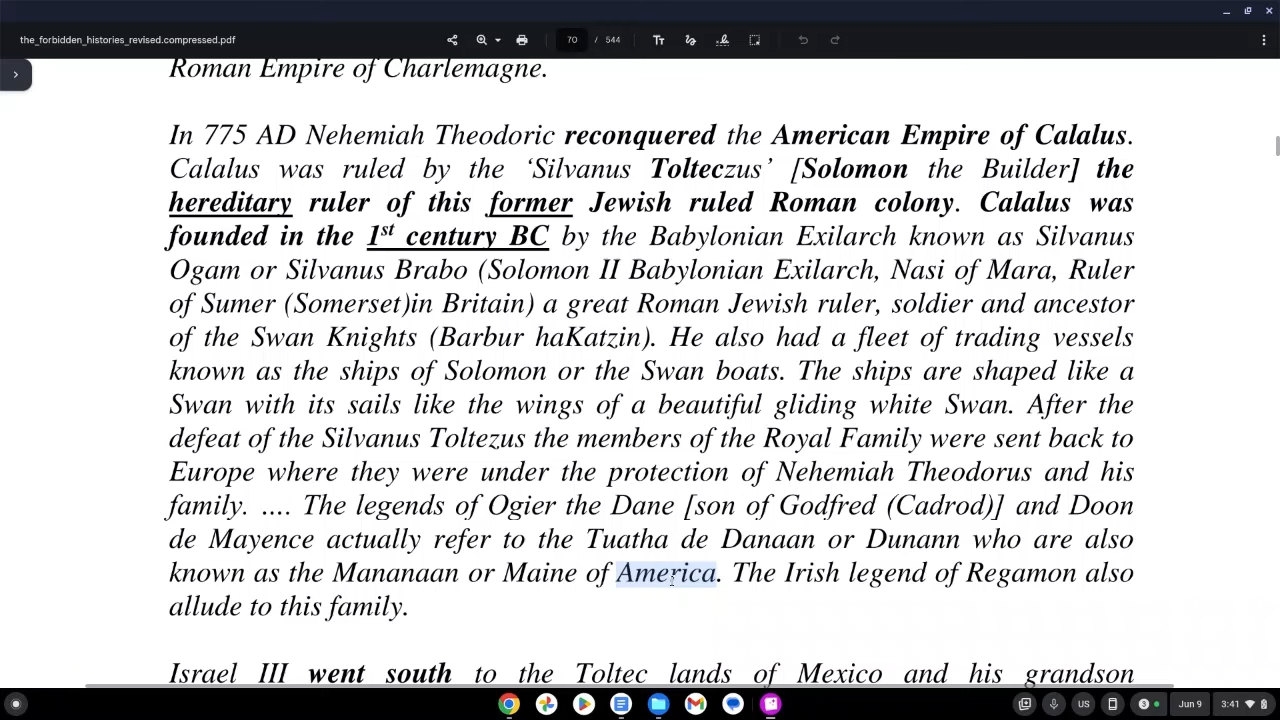 the_forbidden_histories_revised.compressed.pdf
70 / 544
Roman Empire of Charlemagne.
In 775 AD Nehemiah Theodoric reconquered the American Empire of Calalus.
Calalus was ruled by the ‘Silvanus Tolteczus’ [Solomon the Builder] the
hereditary ruler of this former Jewish ruled Roman colony. Calalus was
founded in the 1st century BC by the Babylonian Exilarch known as Silvanus
Ogam or Silvanus Brabo (Solomon II Babylonian Exilarch, Nasi of Mara, Ruler
of Sumer (Somerset)in Britain) a great Roman Jewish ruler, soldier and ancestor
of the Swan Knights (Barbur haKatzin). He also had a fleet of trading vessels
known as the ships of Solomon or the Swan boats. The ships are shaped like a
Swan with its sails like the wings of a beautiful gliding white Swan. After the
defeat of the Silvanus Toltezus the members of the Royal Family were sent back to
Europe where they were under the protection of Nehemiah Theodorus and his
family. …. The legends of Ogier the Dane [son of Godfred (Cadrod)] and Doon
de Mayence actually refer to the Tuatha de Danaan or Dunann who are also
known as the Mananaan or Maine of America. The Irish legend of Regamon also
allude to this family.
Israel III went south to the Toltec lands of Mexico and his grandson
US
3
Jun 9
3:41